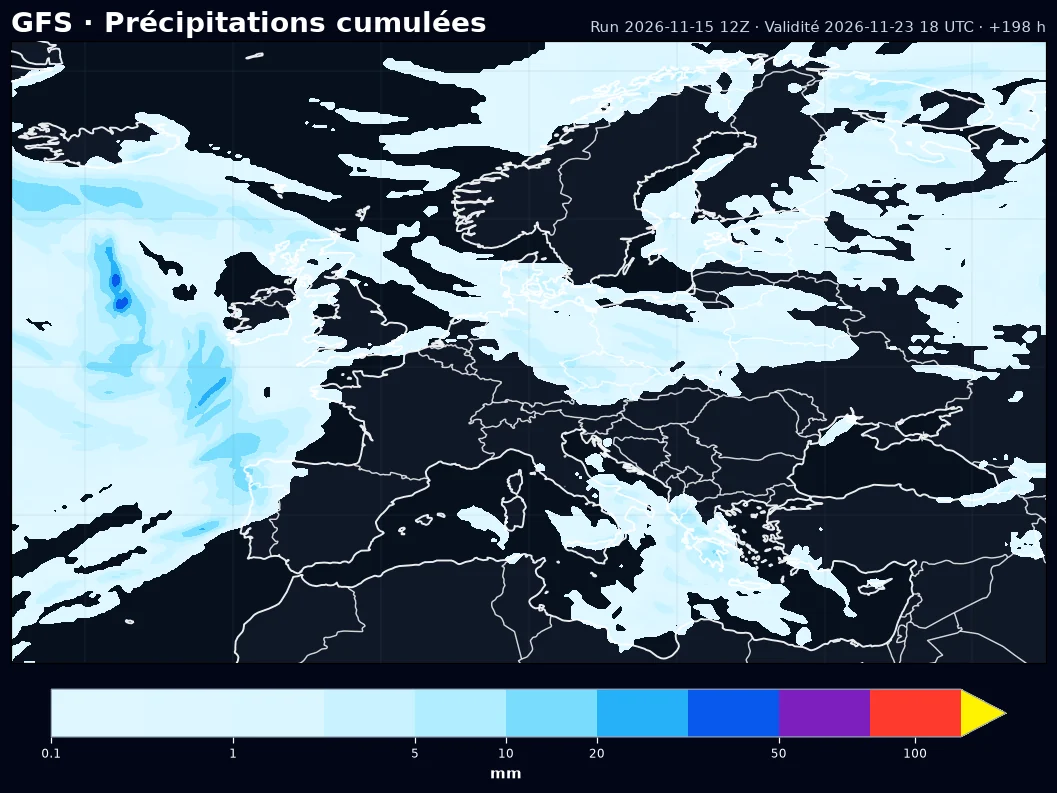 GFS · Précipitations cumulées
Run 2026-11-15 12Z · Validité 2026-11-23 18 UTC · +198 h
0.1 1 5 10 20 50 100
mm